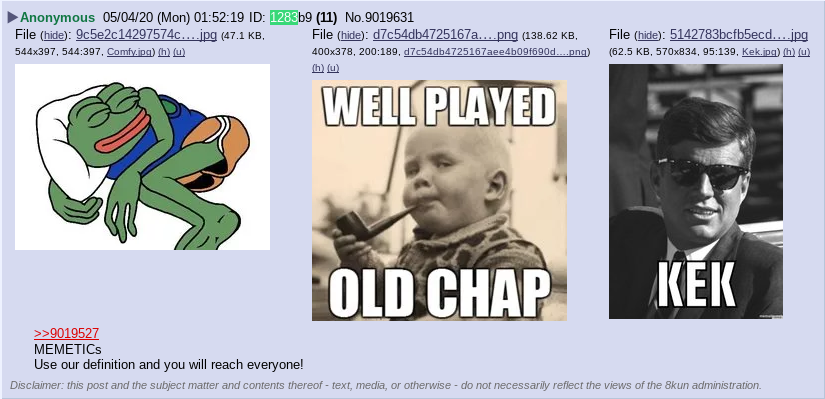 Anonymous 05/04/20 (Mon) 01:52:19 ID: 1283b9 (11) No.9019631
File (hide): 9c5e2c14297574c….jpg (47.1 KB,
544x397, 544:397, Comfy.jpg) (h) (u)
File (hide): d7c54db4725167a….png (138.62 KB,
400x378, 200:189, d7c54db4725167aee4b09f690d….png)
(h) (u)
File (hide): 5142783bcfb5ecd….jpg
(62.5 KB, 570x834, 95:139, Kek.jpg) (h) (u)
WELL PLAYED
OLD CHAP
KEK
>>9019527
MEMETICs
Use our definition and you will reach everyone!
Disclaimer: this post and the subject matter and contents thereof - text, media, or otherwise - do not necessarily reflect the views of the 8kun administration.